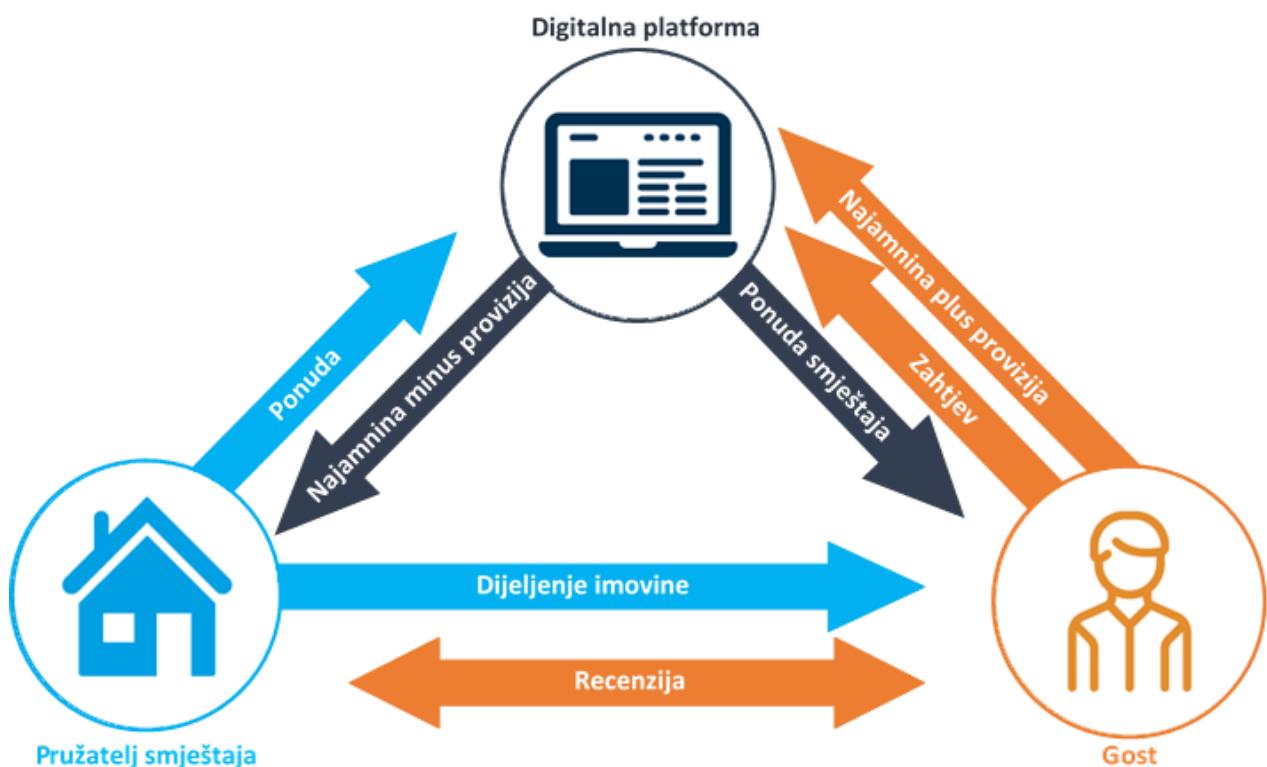 Digitalna platforma
Najamnina plus provizija
Ponuda
Najamnina minus provizija
Ponuda smještaja
Zahtjev
Dijeljenje imovine
Recenzija
Pružatelj smještaja
Gost